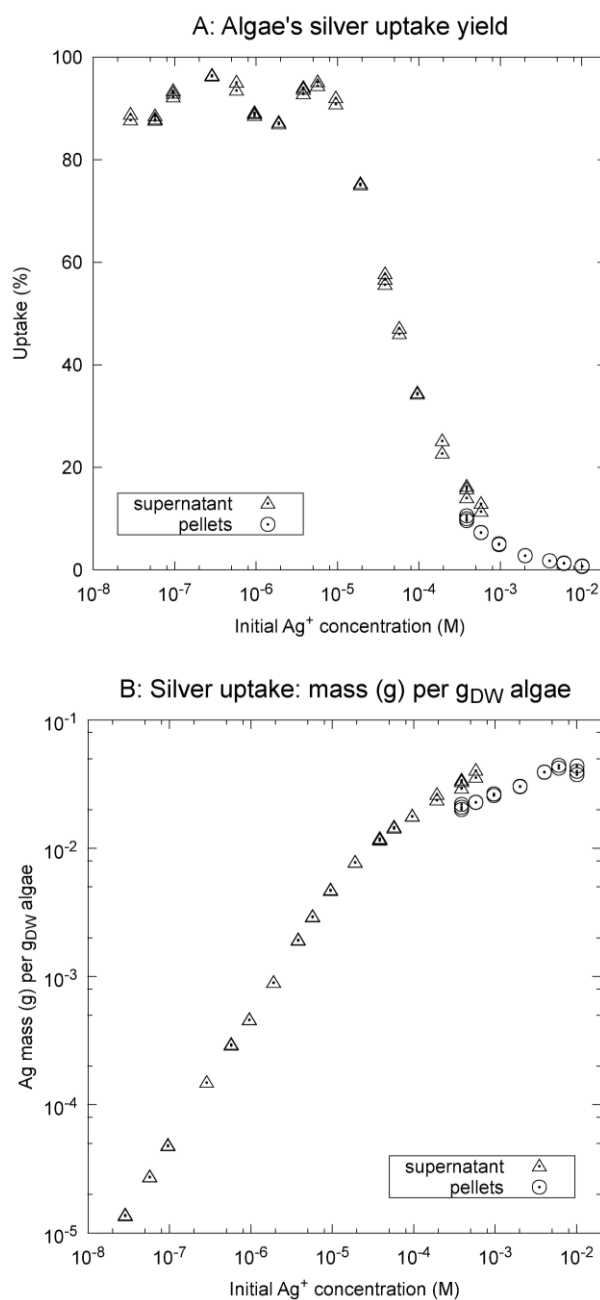 A: Algae's silver uptake yield
100
80
60
40
20
0
Uptake (%)
supernatant
pellets
10⁻⁸ 10⁻⁷ 10⁻⁶ 10⁻⁵ 10⁻⁴ 10⁻³ 10⁻²
Initial Ag⁺ concentration (M)
B: Silver uptake: mass (g) per gDW algae
10⁻¹
10⁻²
10⁻³
10⁻⁴
10⁻⁵
Ag mass (g) per gDW algae
supernatant
pellets
10⁻⁸ 10⁻⁷ 10⁻⁶ 10⁻⁵ 10⁻⁴ 10⁻³ 10⁻²
Initial Ag⁺ concentration (M)